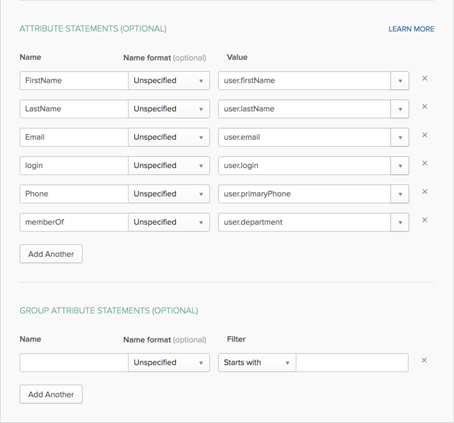 ATTRIBUTE STATEMENTS (OPTIONAL) LEARN MORE
Name Name format (optional) Value
FirstName Unspecified user.firstName
LastName Unspecified user.lastName
Email Unspecified user.email
login Unspecified user.login
Phone Unspecified user.primaryPhone
memberOf Unspecified user.department
Add Another
GROUP ATTRIBUTE STATEMENTS (OPTIONAL)
Name Name format (optional) Filter
Unspecified Starts with
Add Another